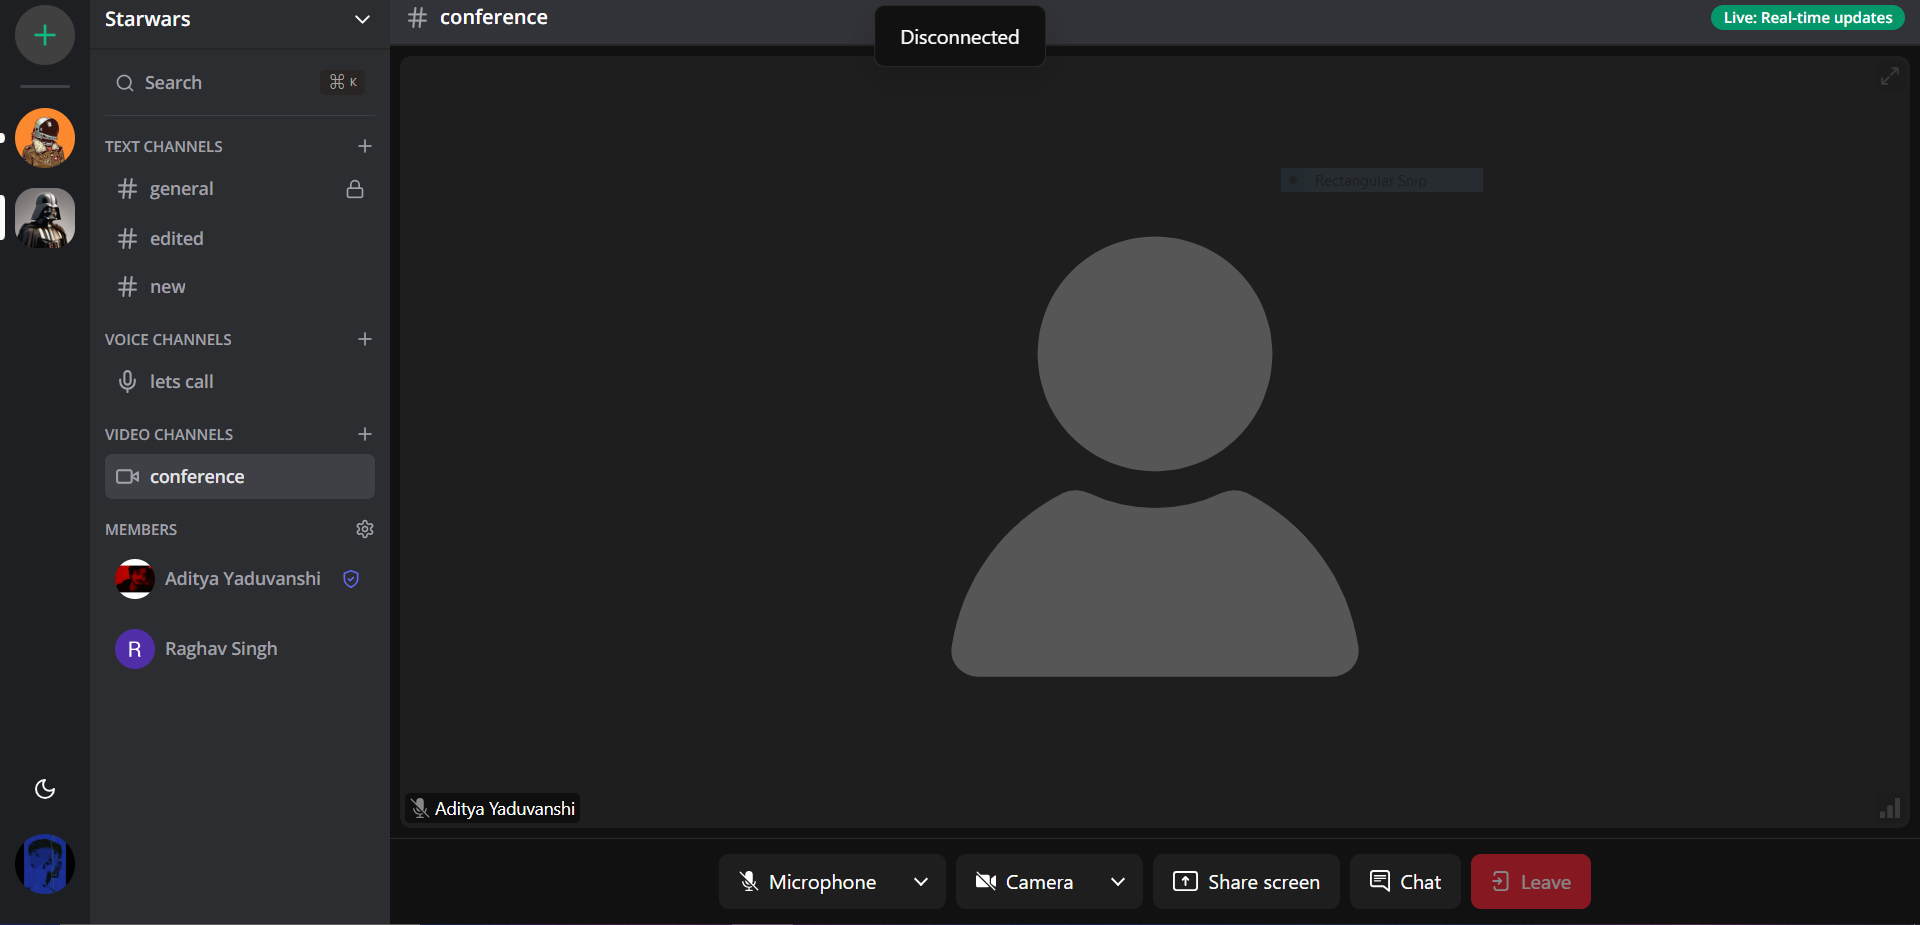 Starwars
# conference
Disconnected
Live: Real-time updates
Search
⌘ K
TEXT CHANNELS
# general
# edited
# new
VOICE CHANNELS
lets call
VIDEO CHANNELS
conference
MEMBERS
Aditya Yaduvanshi
R
Raghav Singh
Rectangular Snip
Aditya Yaduvanshi
Microphone
Camera
Share screen
Chat
Leave